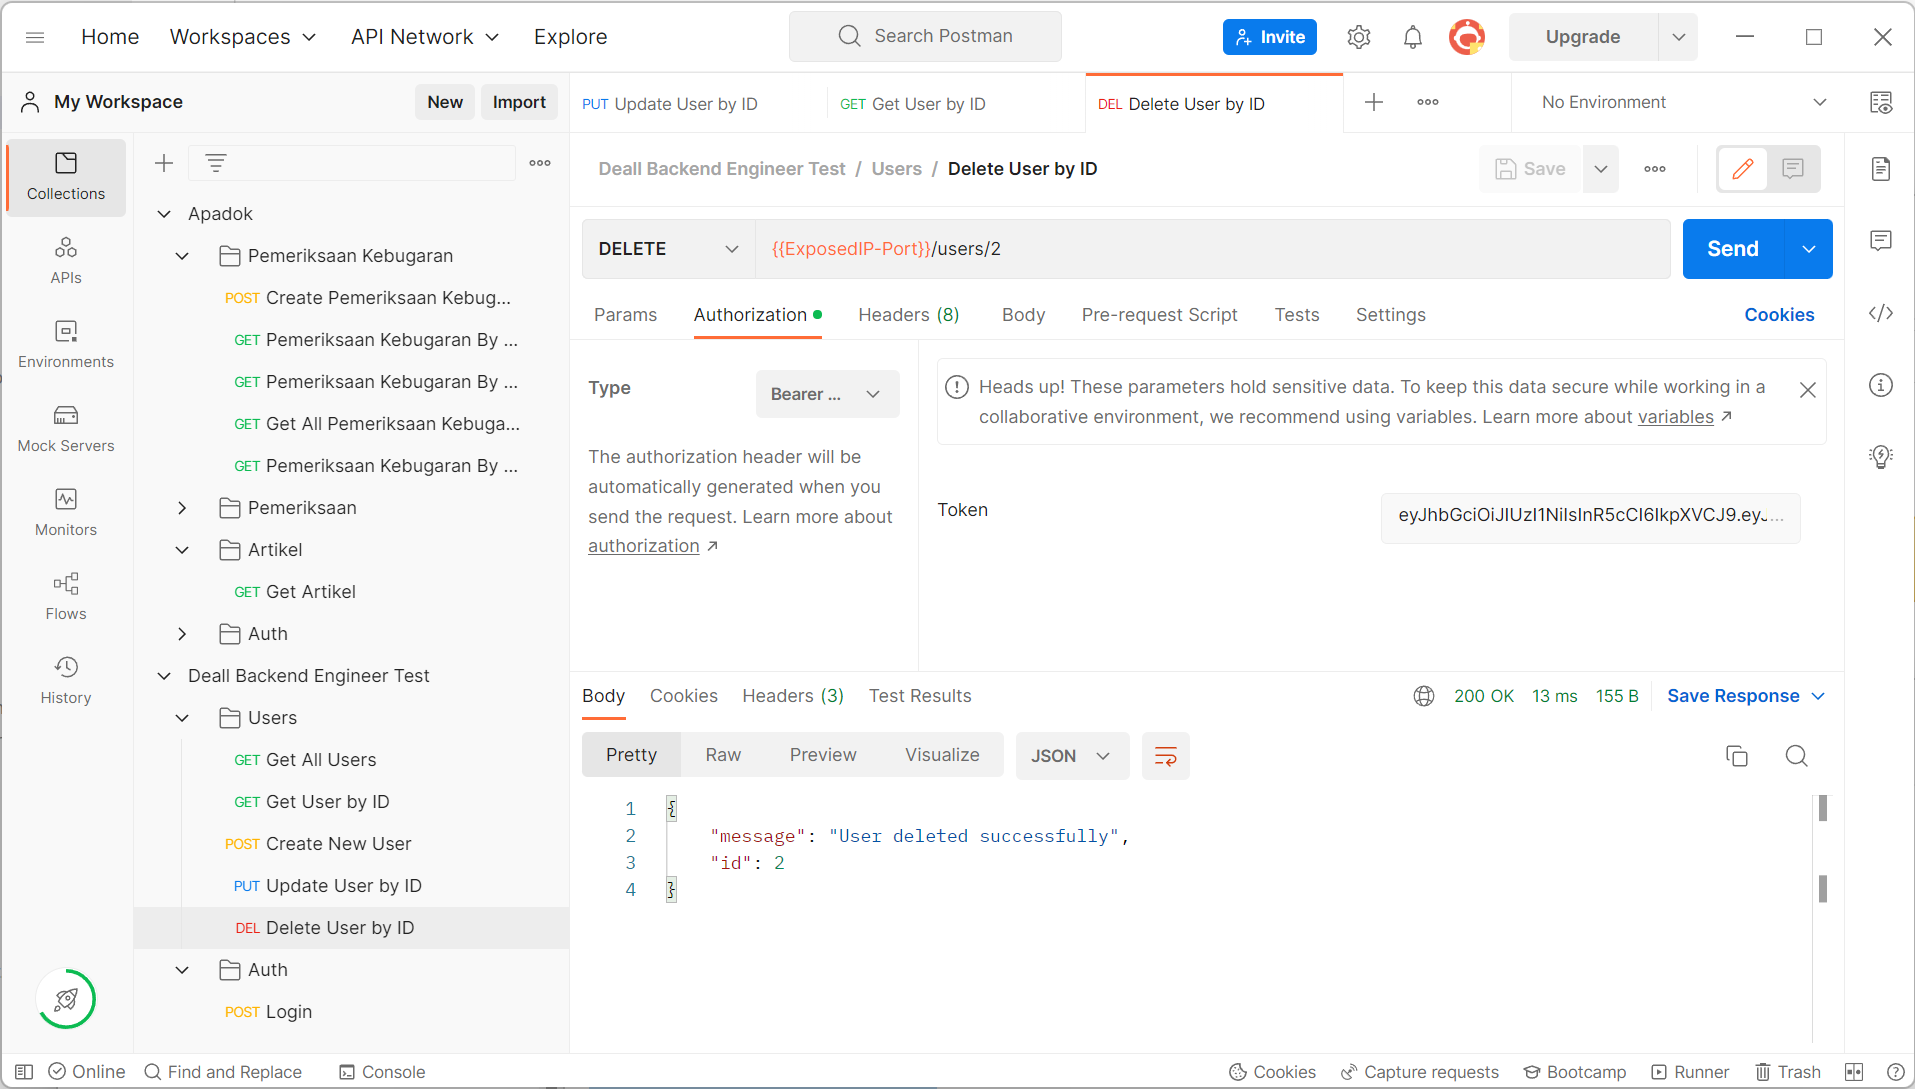 Home Workspaces API Network Explore Search Postman Invite Upgrade
My Workspace New Import PUT Update User by ID GET Get User by ID DEL Delete User by ID No Environment
Collections
APIs
Environments
Mock Servers
Monitors
Flows
History
Apadok
Pemeriksaan Kebugaran
POST Create Pemeriksaan Kebug...
GET Pemeriksaan Kebugaran By ...
GET Pemeriksaan Kebugaran By ...
GET Get All Pemeriksaan Kebuga...
GET Pemeriksaan Kebugaran By ...
Pemeriksaan
Artikel
GET Get Artikel
Auth
Deall Backend Engineer Test
Users
GET Get All Users
GET Get User by ID
POST Create New User
PUT Update User by ID
DEL Delete User by ID
Auth
POST Login
Deall Backend Engineer Test / Users / Delete User by ID Save
DELETE {{ExposedIP-Port}}/users/2 Send
Params Authorization Headers (8) Body Pre-request Script Tests Settings Cookies
Type Bearer ...
The authorization header will be
automatically generated when you
send the request. Learn more about
authorization ↗
Heads up! These parameters hold sensitive data. To keep this data secure while working in a
collaborative environment, we recommend using variables. Learn more about variables ↗
Token eyJhbGciOiJIUzI1NiIsInR5cCI6IkpXVCJ9.eyJ...
Body Cookies Headers (3) Test Results 200 OK 13 ms 155 B Save Response
Pretty Raw Preview Visualize JSON
1 {
2 "message": "User deleted successfully",
3 "id": 2
4 }
Online Find and Replace Console Cookies Capture requests Bootcamp Runner Trash